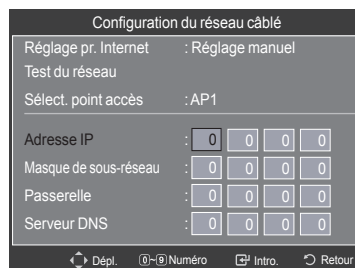 Configuration du réseau câblé
Réglage pr. Internet : Réglage manuel
Test du réseau
Sélect. point accès : AP1
Adresse IP : 0 0 0 0
Masque de sous-réseau : 0 0 0 0
Passerelle : 0 0 0 0
Serveur DNS : 0 0 0 0
Dépl. 0~9 Numéro Intro. Retour